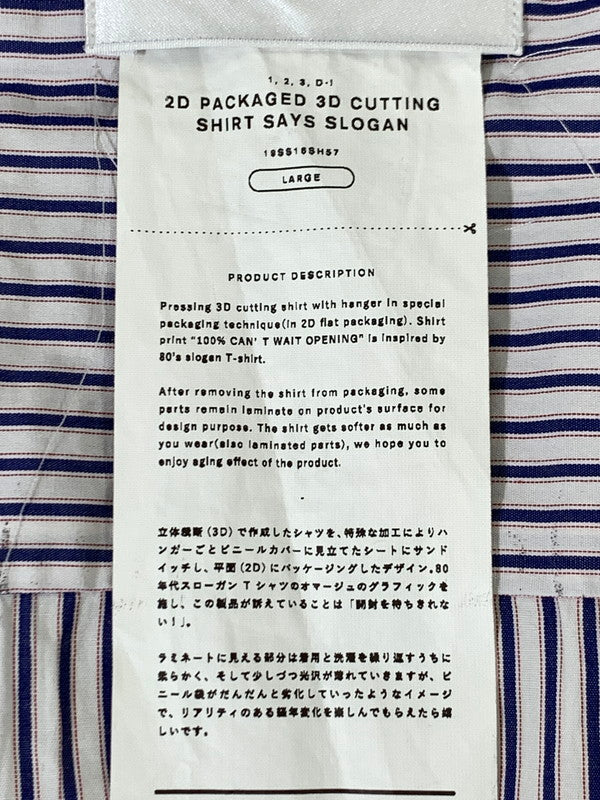 1, 2, 3, D-!
2D PACKAGED 3D CUTTING
SHIRT SAYS SLOGAN
19SS16SH57
LARGE
PRODUCT DESCRIPTION
Pressing 3D cutting shirt with hanger in special
packaging technique(in 2D flat packaging). Shirt
print "100% CAN' T WAIT OPENING" is inspired by
80's slogan T-shirt.
After removing the shirt from packaging, some
parts remain laminate on product's surface for
design purpose. The shirt gets softer as much as
you wear(also laminated parts), we hope you to
enjoy aging effect of the product.
立体裁断(3D)で作成したシャツを、特殊な加工によりハ
ンガーごとビニールカバーに見立てたシートにサンド
イッチし、平面(2D)にパッケージングしたデザイン。80
年代スローガン T シャツのオマージュのグラフィックを
施し、この製品が訴えていることは「開封を待ちきれな
い!」。
ラミネートに見える部分は着用と洗濯を繰り返すうちに
柔らかく、そして少しづつ光沢が薄れていきますが、ビ
ニール袋がだんだんと劣化していったようなイメージ
で、リアリティのある経年変化を楽しんでもらえたら嬉
しいです。